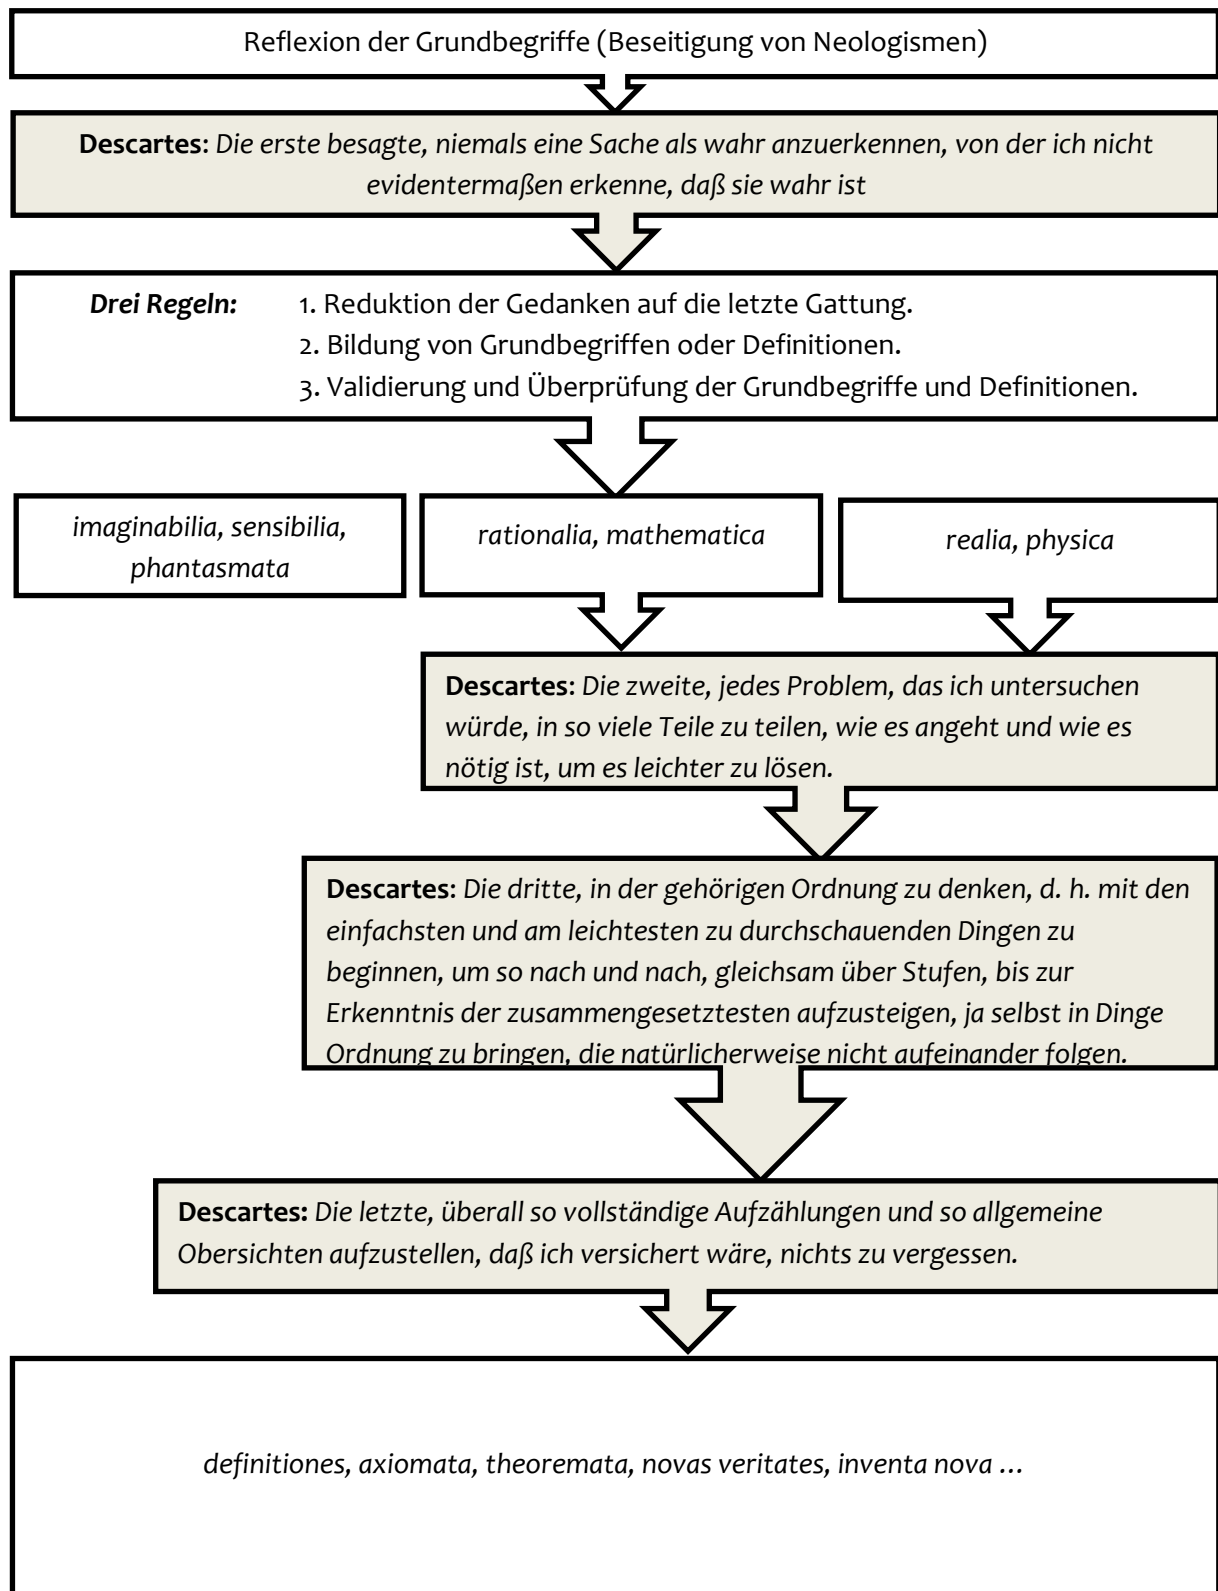 Reflexion der Grundbegriffe (Beseitigung von Neologismen)
Descartes: Die erste besagte, niemals eine Sache als wahr anzuerkennen, von der ich nicht
evidentermaßen erkenne, daß sie wahr ist
Drei Regeln: 1. Reduktion der Gedanken auf die letzte Gattung.
2. Bildung von Grundbegriffen oder Definitionen.
3. Validierung und Überprüfung der Grundbegriffe und Definitionen.
imaginabilia, sensibilia,
phantasmata
rationalia, mathematica
realia, physica
Descartes: Die zweite, jedes Problem, das ich untersuchen
würde, in so viele Teile zu teilen, wie es angeht und wie es
nötig ist, um es leichter zu lösen.
Descartes: Die dritte, in der gehörigen Ordnung zu denken, d. h. mit den
einfachsten und am leichtesten zu durchschauenden Dingen zu
beginnen, um so nach und nach, gleichsam über Stufen, bis zur
Erkenntnis der zusammengesetztesten aufzusteigen, ja selbst in Dinge
Ordnung zu bringen, die natürlicherweise nicht aufeinander folgen.
Descartes: Die letzte, überall so vollständige Aufzählungen und so allgemeine
Obersichten aufzustellen, daß ich versichert wäre, nichts zu vergessen.
definitiones, axiomata, theoremata, novas veritates, inventa nova …